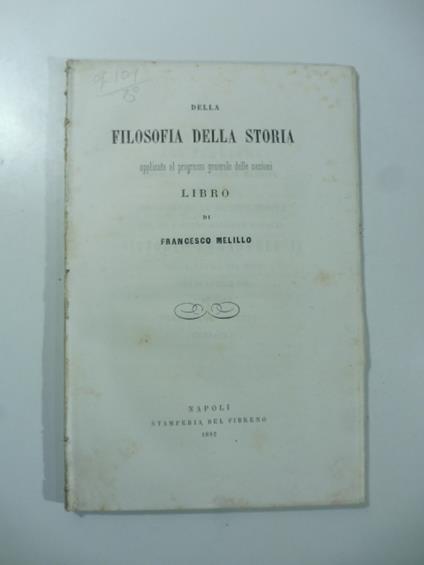 DELLA
FILOSOFIA DELLA STORIA
applicata al progresso generale delle nazioni
LIBRO
DI
FRANCESCO MELILLO
NAPOLI
STAMPERIA DEL FIBRENO